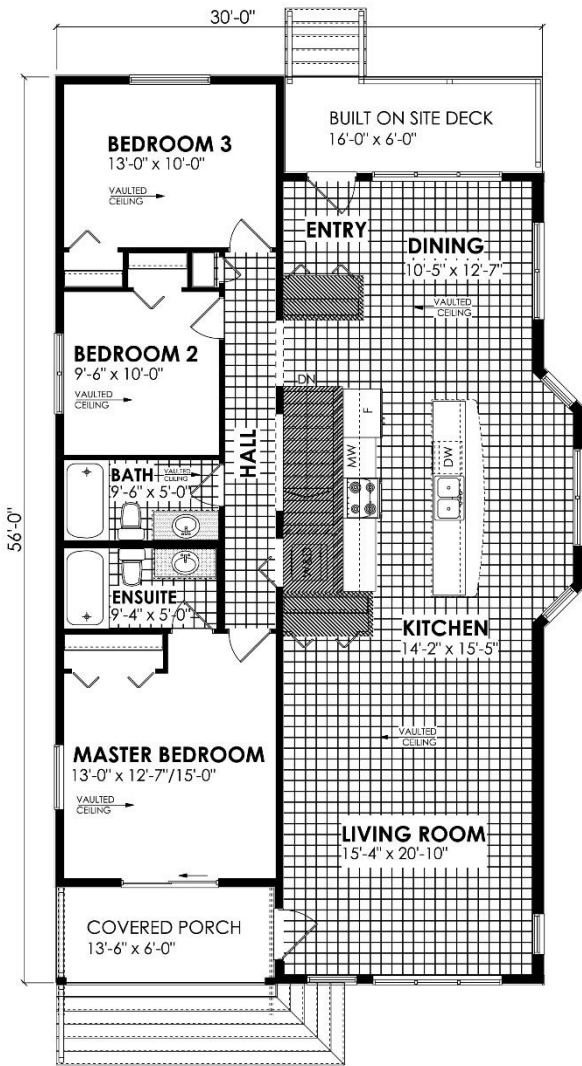 30'-0"
BUILT ON SITE DECK
16'-0" x 6'-0"
BEDROOM 3
13'-0" x 10'-0"
VAULTED
CEILING
ENTRY
DINING
10'-5" x 12'-7"
VAULTED
CEILING
BEDROOM 2
9'-6" x 10'-0"
VAULTED
CEILING
DN
F
MW
DW
HALL
BATH
9'-6" x 5'-0"
VAULTED
CEILING
56'-0"
W&D
ENSUITE
9'-4" x 5'-0"
KITCHEN
14'-2" x 15'-5"
MASTER BEDROOM
13'-0" x 12'-7"/15'-0"
VAULTED
CEILING
VAULTED
CEILING
LIVING ROOM
15'-4" x 20'-10"
COVERED PORCH
13'-6" x 6'-0"